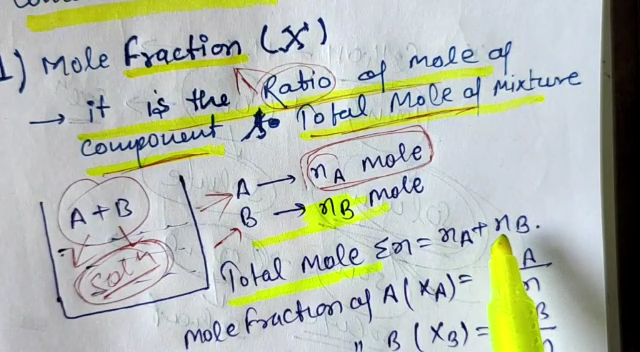 1) Mole fraction (X)
→ it is the Ratio of mole of
component to Total Mole of Mixture
A+B
Sol4
A → nA mole
B → nB mole
Total Mole Σn = nA + nB.
Mole fraction of A (XA) = A/n
" B (XB) = B